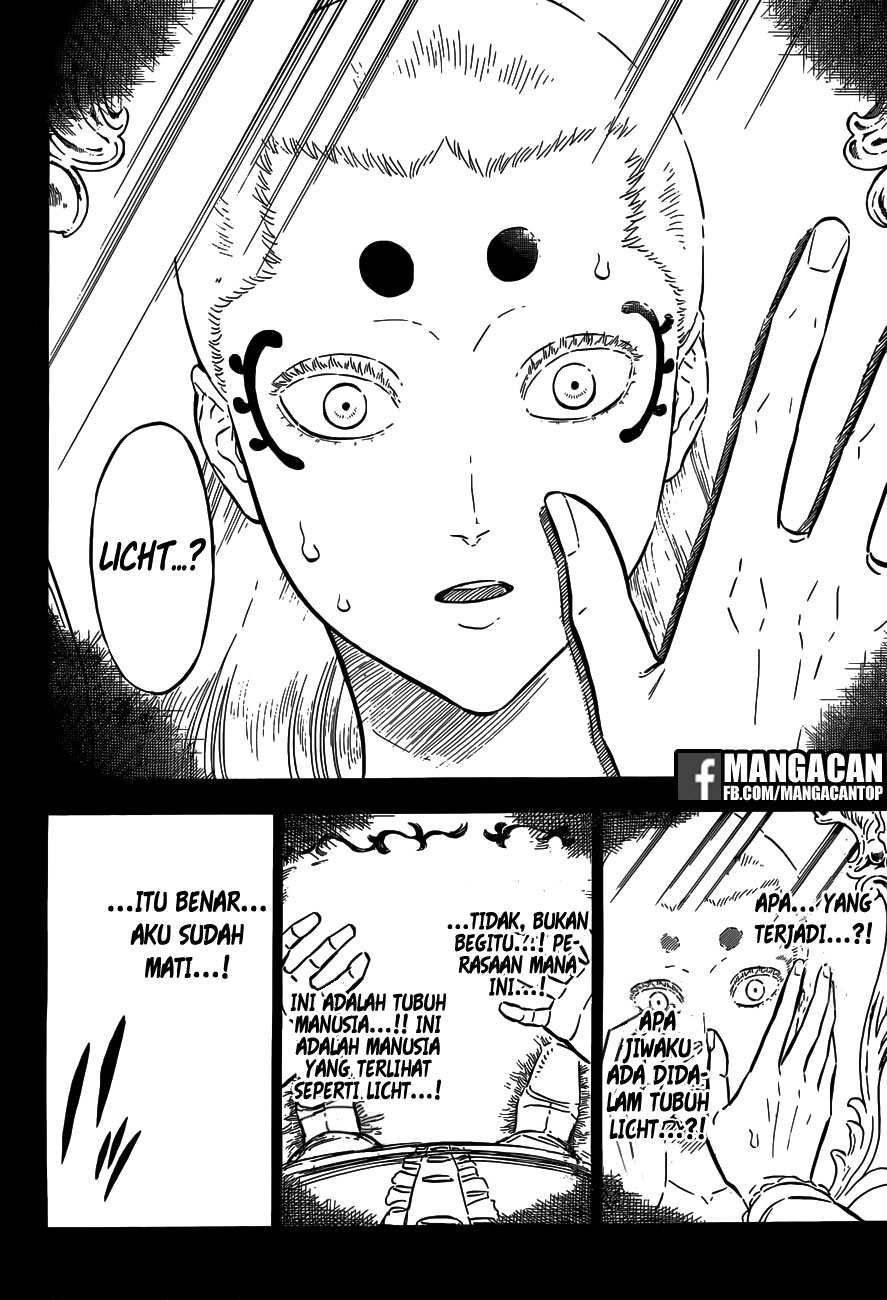 LICHT...?
f MANGACAN
FB.COM/MANGACANTOP
APA... YANG
TERJADI...?!
APA
JIWAKU
ADA DIDA-
LAM TUBUH
LICHT...?!
...TIDAK, BUKAN
BEGITU...! PE-
RASAAN MANA
INI...!
INI ADALAH TUBUH
MANUSIA...!! INI
ADALAH MANUSIA
YANG TERLIHAT
SEPERTI LICHT...!
...ITU BENAR...
AKU SUDAH
MATI...!